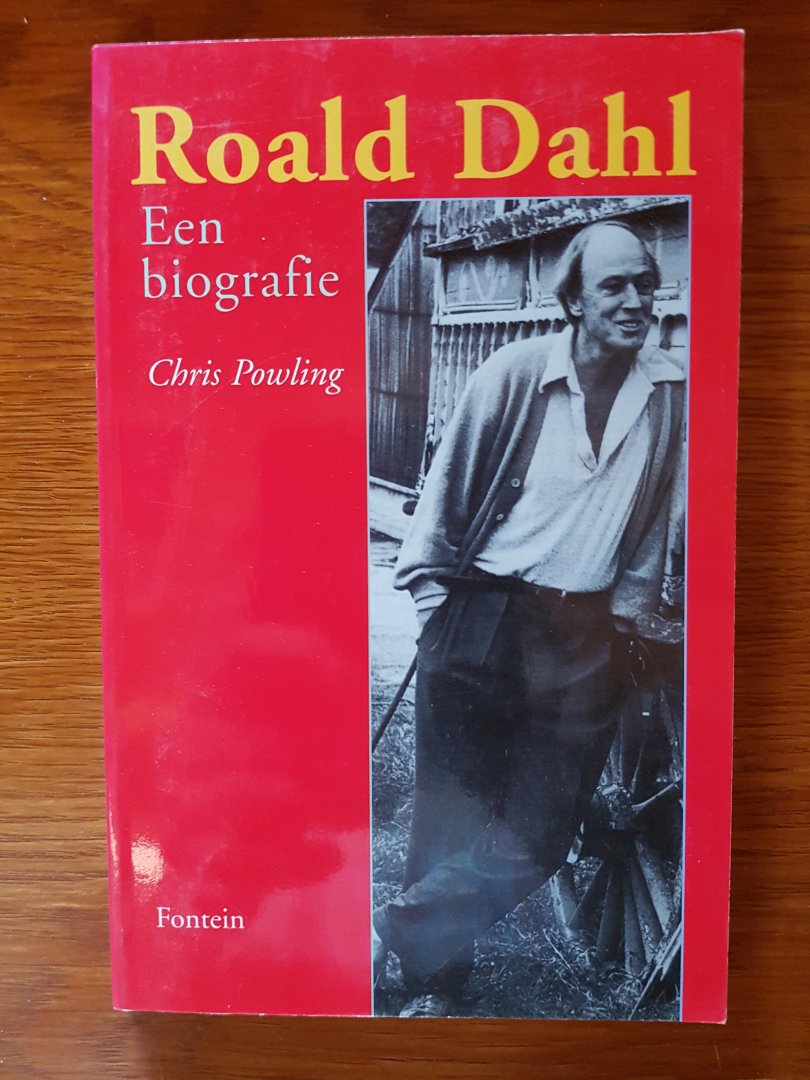 Roald Dahl
Een
biografie
Chris Powling
Fontein